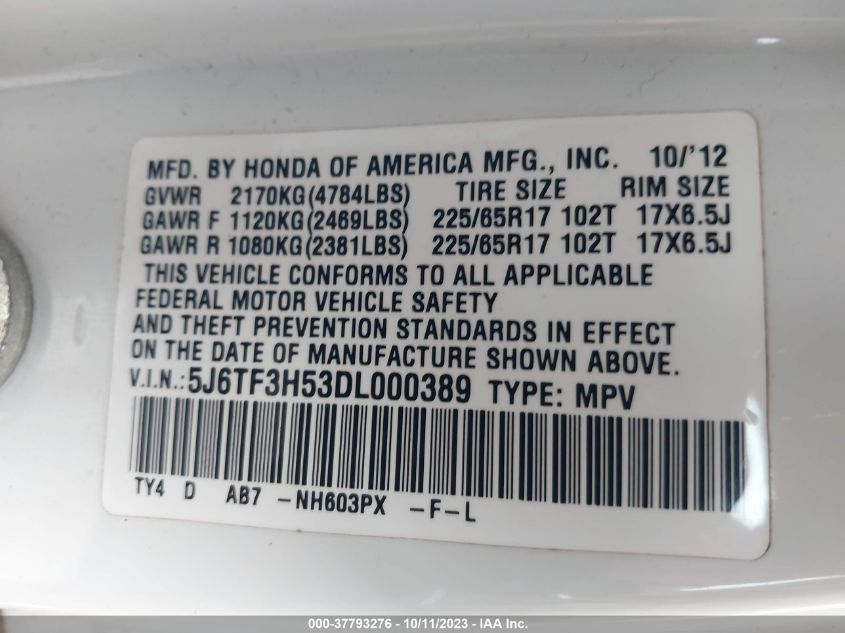 MFD. BY HONDA OF AMERICA MFG., INC. 10/'12
GVWR 2170KG(4784LBS) TIRE SIZE RIM SIZE
GAWR F 1120KG(2469LBS) 225/65R17 102T 17X6.5J
GAWR R 1080KG(2381LBS) 225/65R17 102T 17X6.5J
THIS VEHICLE CONFORMS TO ALL APPLICABLE
FEDERAL MOTOR VEHICLE SAFETY
AND THEFT PREVENTION STANDARDS IN EFFECT
ON THE DATE OF MANUFACTURE SHOWN ABOVE.
V.I.N.:5J6TF3H53DL000389 TYPE: MPV
TY4 D AB7 -NH603PX -F-L
000-37793276 - 10/11/2023 - IAA Inc.